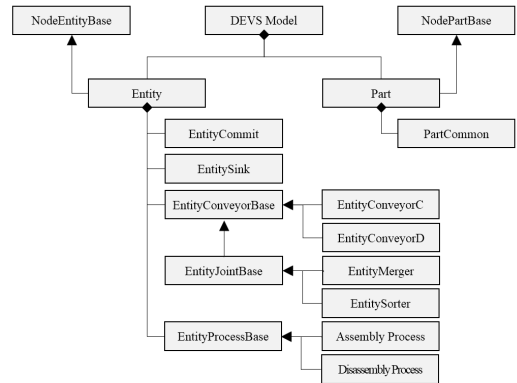 NodeEntityBase
DEVS Model
NodePartBase
Entity
Part
EntityCommit
PartCommon
EntitySink
EntityConveyorBase
EntityConveyorC
EntityConveyorD
EntityJointBase
EntityMerger
EntitySorter
EntityProcessBase
Assembly Process
Disassembly Process